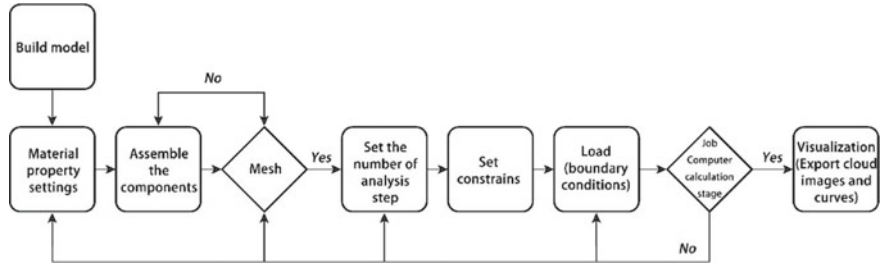 Build model
No
Material
property
settings
Assemble
the
components
Mesh
Yes
Set the
number of
analysis
step
Set
constrains
Load
(boundary
conditions)
Job
Computer
calculation
stage
Yes
Visualization
(Export cloud
images and
curves)
No